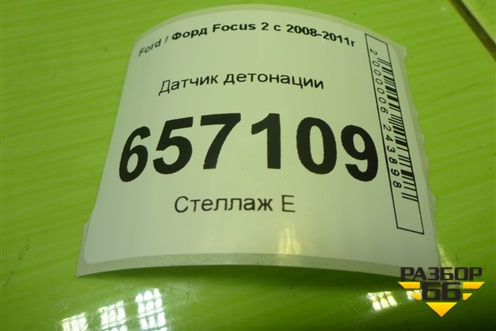 Ford / Форд Focus 2 с 2008-2011г
Датчик детонации
657109
Стеллаж Е
2000006243898
РАЗБОР
66